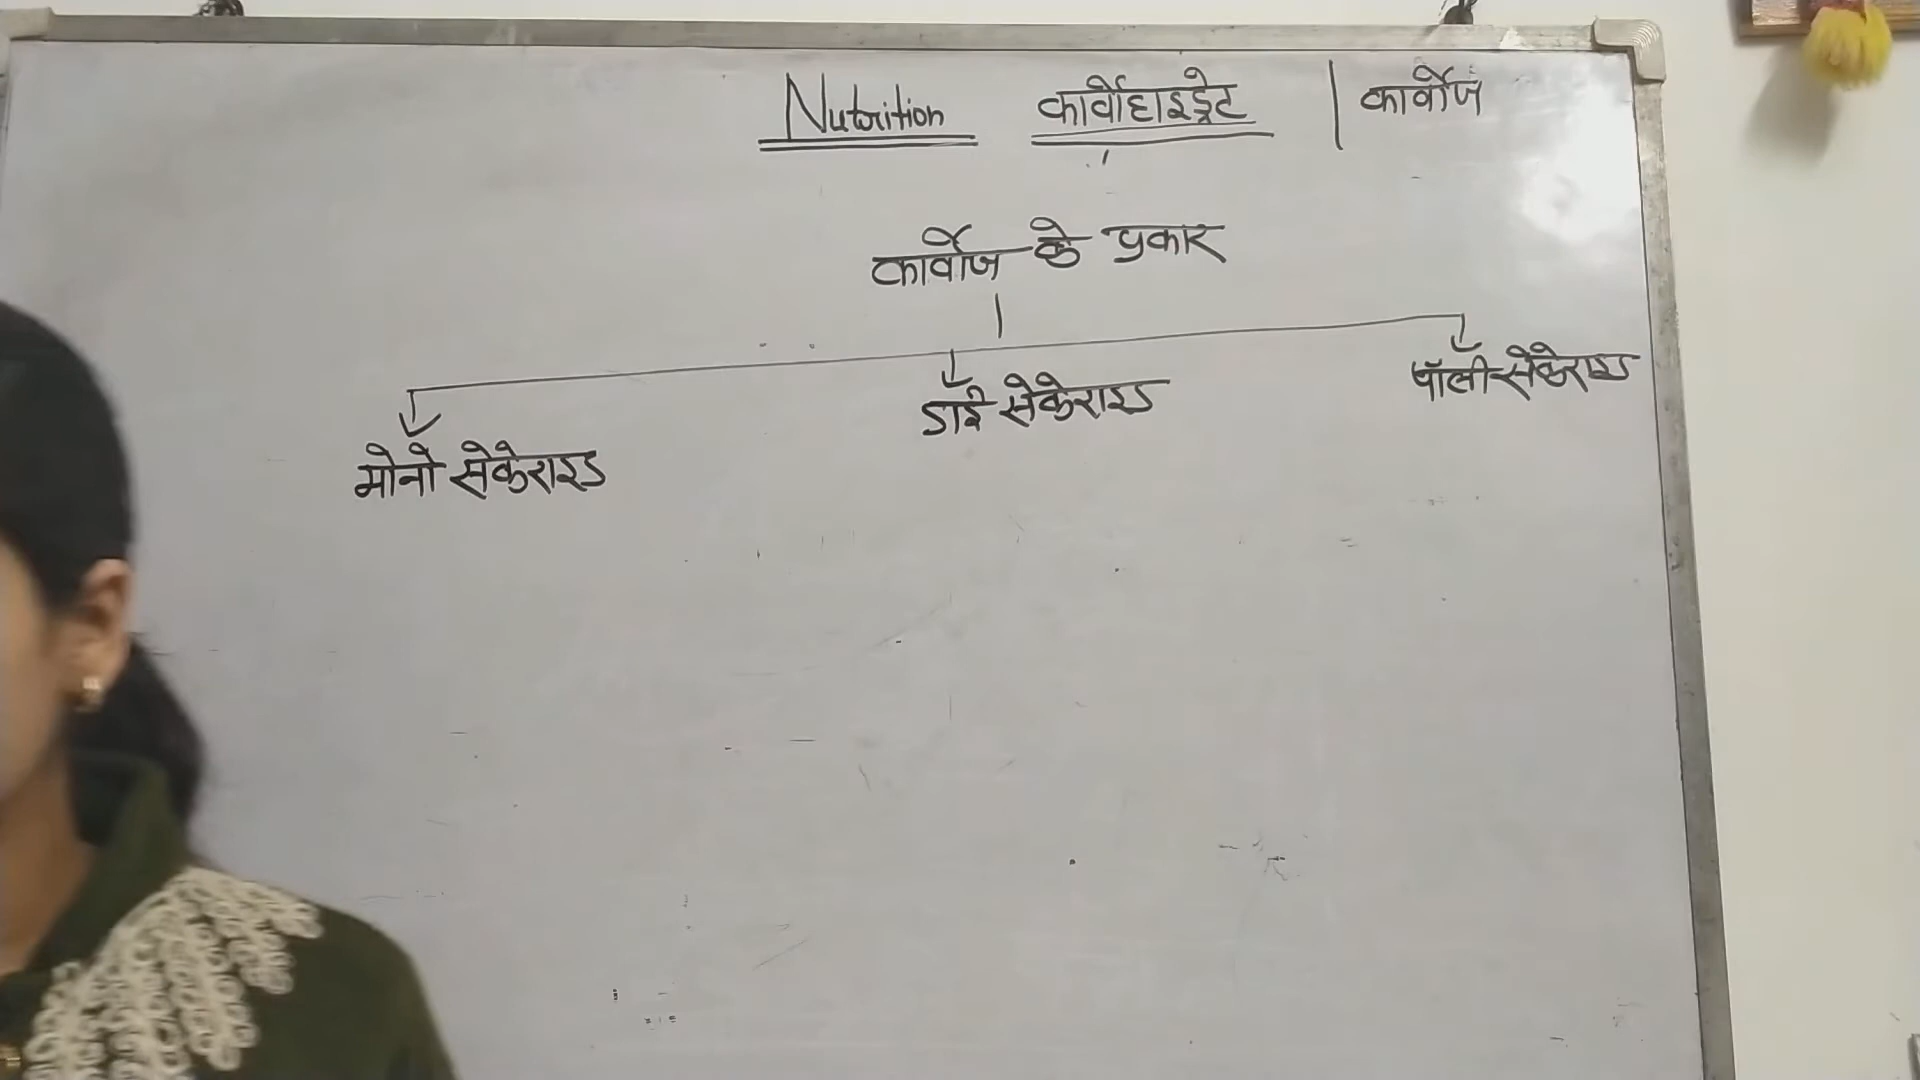 Nutrition कार्वोहाइड्रेट | कार्वोज
कार्वोज के प्रकार
मोनो सेकेराइड डाई सेकेराइड पॉली सेकेराइड